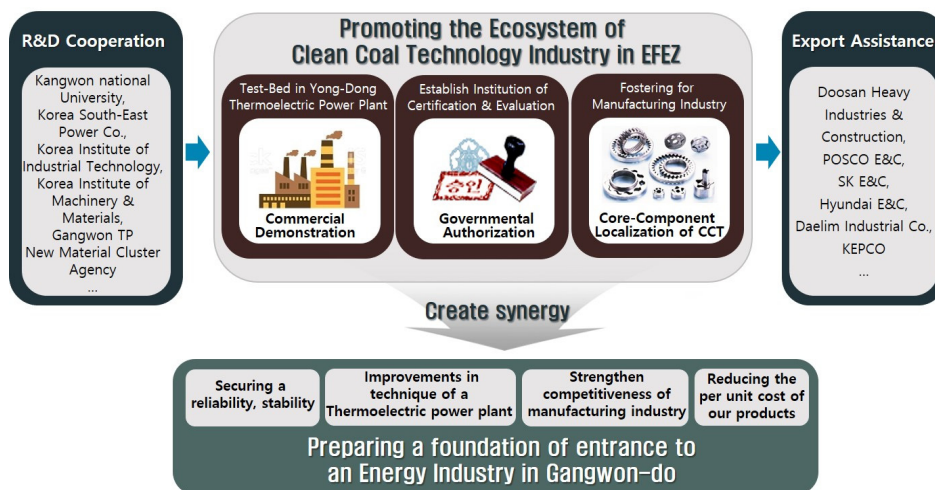 R&D Cooperation
Kangwon national
University,
Korea South-East
Power Co.,
Korea Institute of
Industrial Technology,
Korea Institute of
Machinery &
Materials,
Gangwon TP
New Material Cluster
Agency
...
Promoting the Ecosystem of
Clean Coal Technology Industry in EFEZ
Test-Bed in Yong-Dong
Thermoelectric Power Plant
Commercial
Demonstration
Establish Institution of
Certification & Evaluation
승인
Governmental
Authorization
Fostering for
Manufacturing Industry
Core-Component
Localization of CCT
Export Assistance
Doosan Heavy
Industries &
Construction,
POSCO E&C,
SK E&C,
Hyundai E&C,
Daelim Industrial Co.,
KEPCO
...
Create synergy
Securing a
reliability, stability
Improvements in
technique of a
Thermoelectric power plant
Strengthen
competitiveness of
manufacturing industry
Reducing the
per unit cost of
our products
Preparing a foundation of entrance to
an Energy Industry in Gangwon-do